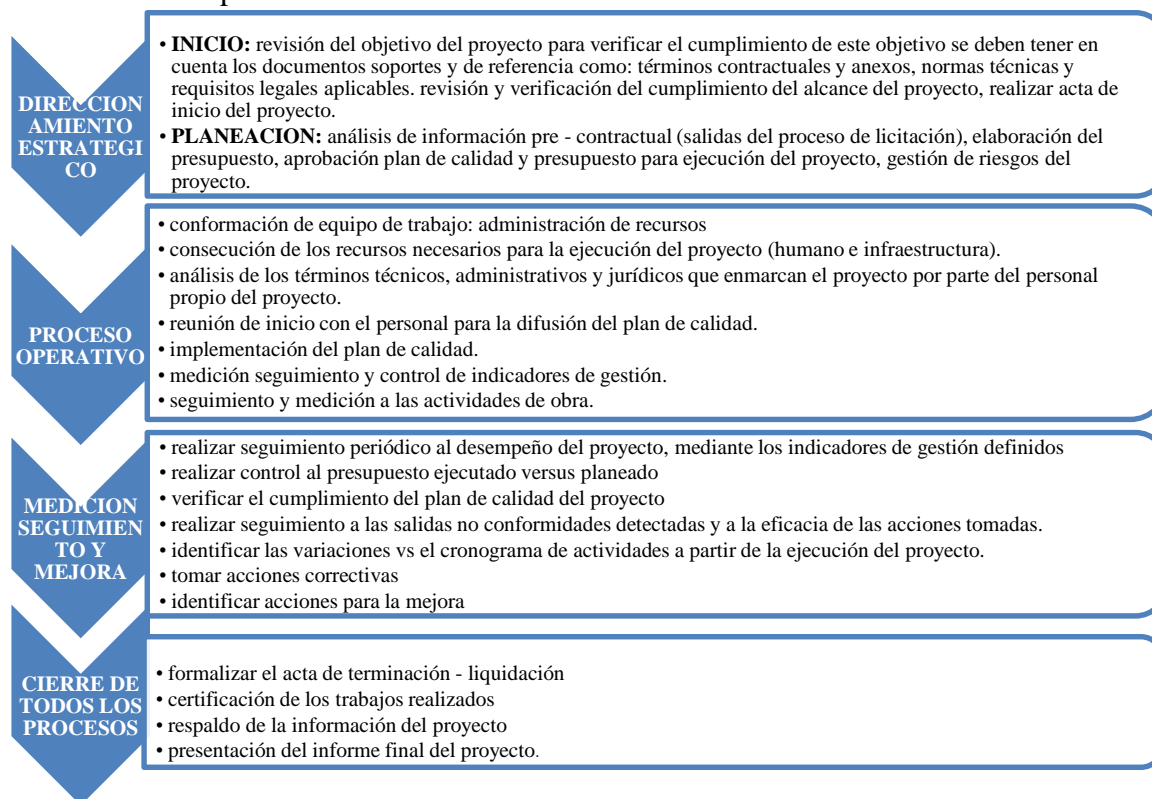 DIRECCION
AMIENTO
ESTRATEGI
CO
• INICIO: revisión del objetivo del proyecto para verificar el cumplimiento de este objetivo se deben tener en
cuenta los documentos soportes y de referencia como: términos contractuales y anexos, normas técnicas y
requisitos legales aplicables. revisión y verificación del cumplimiento del alcance del proyecto, realizar acta de
inicio del proyecto.
• PLANEACION: análisis de información pre - contractual (salidas del proceso de licitación), elaboración del
presupuesto, aprobación plan de calidad y presupuesto para ejecución del proyecto, gestión de riesgos del
proyecto.
PROCESO
OPERATIVO
• conformación de equipo de trabajo: administración de recursos
• consecución de los recursos necesarios para la ejecución del proyecto (humano e infraestructura).
• análisis de los términos técnicos, administrativos y jurídicos que enmarcan el proyecto por parte del personal
propio del proyecto.
• reunión de inicio con el personal para la difusión del plan de calidad.
• implementación del plan de calidad.
• medición seguimiento y control de indicadores de gestión.
• seguimiento y medición a las actividades de obra.
MEDICION
SEGUIMIEN
TO Y
MEJORA
• realizar seguimiento periódico al desempeño del proyecto, mediante los indicadores de gestión definidos
• realizar control al presupuesto ejecutado versus planeado
• verificar el cumplimiento del plan de calidad del proyecto
• realizar seguimiento a las salidas no conformidades detectadas y a la eficacia de las acciones tomadas.
• identificar las variaciones vs el cronograma de actividades a partir de la ejecución del proyecto.
• tomar acciones correctivas
• identificar acciones para la mejora
CIERRE DE
TODOS LOS
PROCESOS
• formalizar el acta de terminación - liquidación
• certificación de los trabajos realizados
• respaldo de la información del proyecto
• presentación del informe final del proyecto.